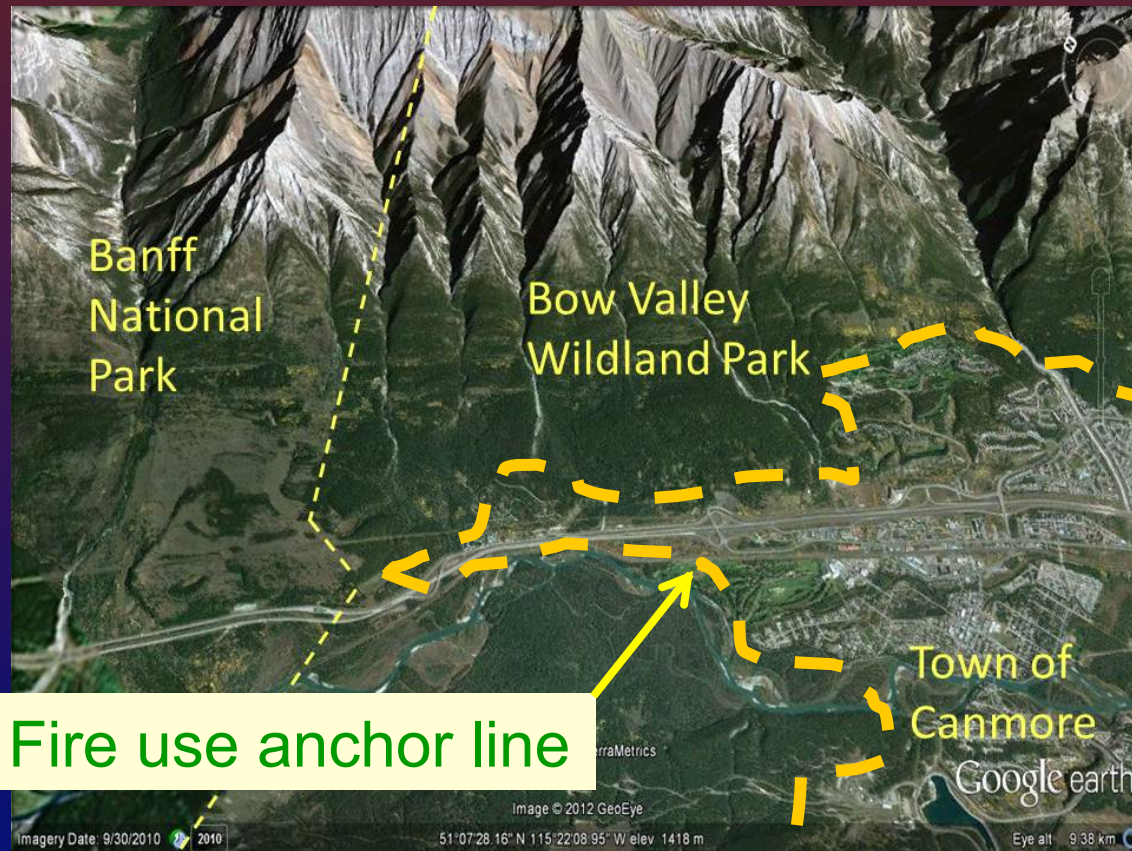 Banff
National
Park
Bow Valley
Wildland Park
Town of
Canmore
Fire use anchor line
erraMetrics
Google earth
Image © 2012 GeoEye
Imagery Date: 9/30/2010 2010 51°07'28.16" N 115°22'08.95" W elev 1418 m Eye alt 9.38 km